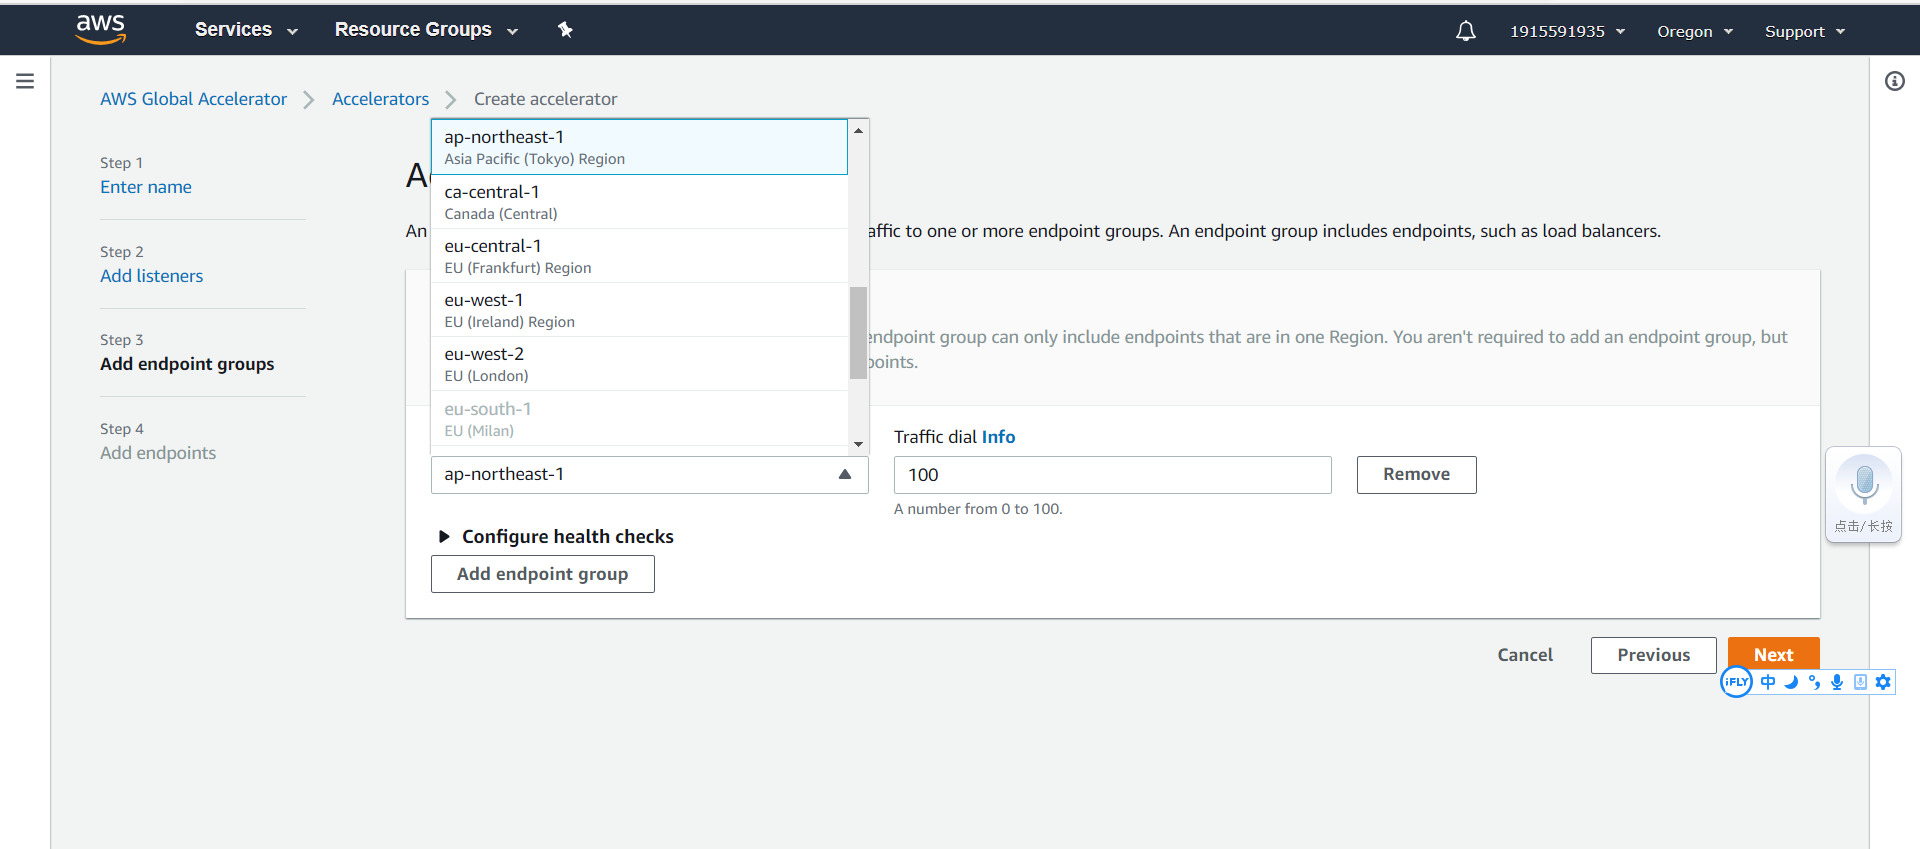 aws Services Resource Groups 1915591935 Oregon Support
AWS Global Accelerator Accelerators Create accelerator
Step 1
Enter name
Step 2
Add listeners
Step 3
Add endpoint groups
Step 4
Add endpoints
ap-northeast-1
Asia Pacific (Tokyo) Region
ca-central-1
Canada (Central)
eu-central-1
EU (Frankfurt) Region
eu-west-1
EU (Ireland) Region
eu-west-2
EU (London)
eu-south-1
EU (Milan)
An affic to one or more endpoint groups. An endpoint group includes endpoints, such as load balancers.
endpoint group can only include endpoints that are in one Region. You aren't required to add an endpoint group, but
points.
ap-northeast-1
Traffic dial Info
100
A number from 0 to 100.
Remove
Configure health checks
Add endpoint group
Cancel Previous Next
点击/长按
iFLY 中